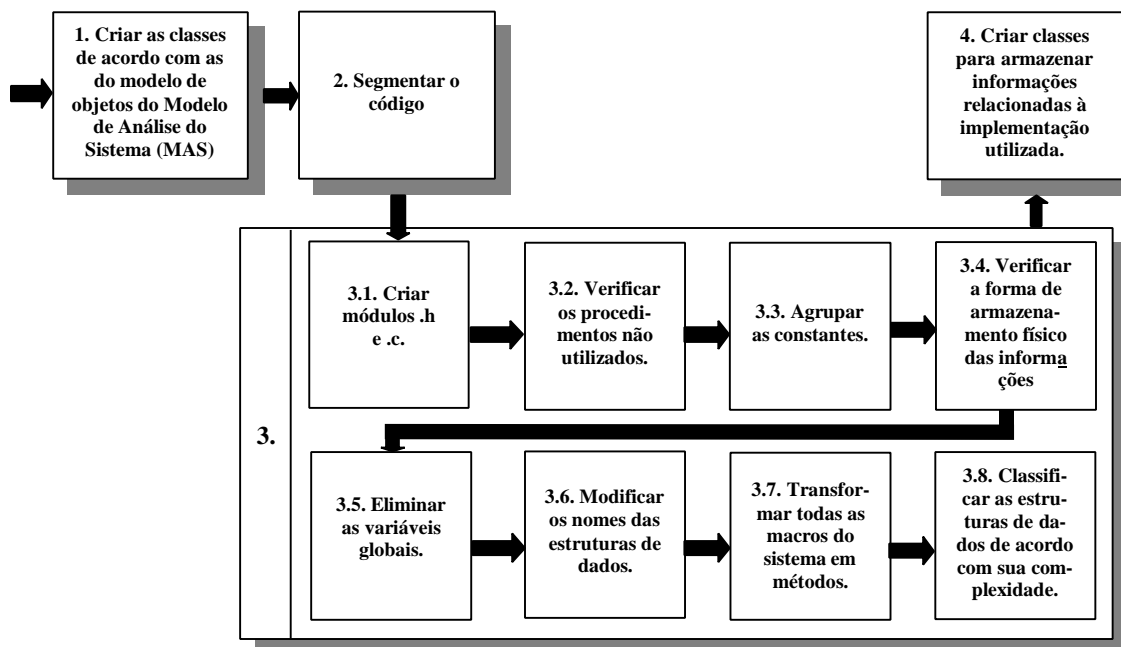 1. Criar as classes
de acordo com as
do modelo de
objetos do Modelo
de Análise do
Sistema (MAS)
2. Segmentar o
código
3.
3.1. Criar
módulos .h
e .c.
3.2. Verificar
os procedi-
mentos não
utilizados.
3.3. Agrupar
as constantes.
3.4. Verificar
a forma de
armazena-
mento físico
das informa
ções
3.5. Eliminar
as variáveis
globais.
3.6. Modificar
os nomes das
estruturas de
dados.
3.7. Transfor-
mar todas as
macros do
sistema em
métodos.
3.8. Classifi-
car as estru-
turas de da-
dos de acordo
com sua com-
plexidade.
4. Criar classes
para armazenar
informações
relacionadas à
implementação
utilizada.